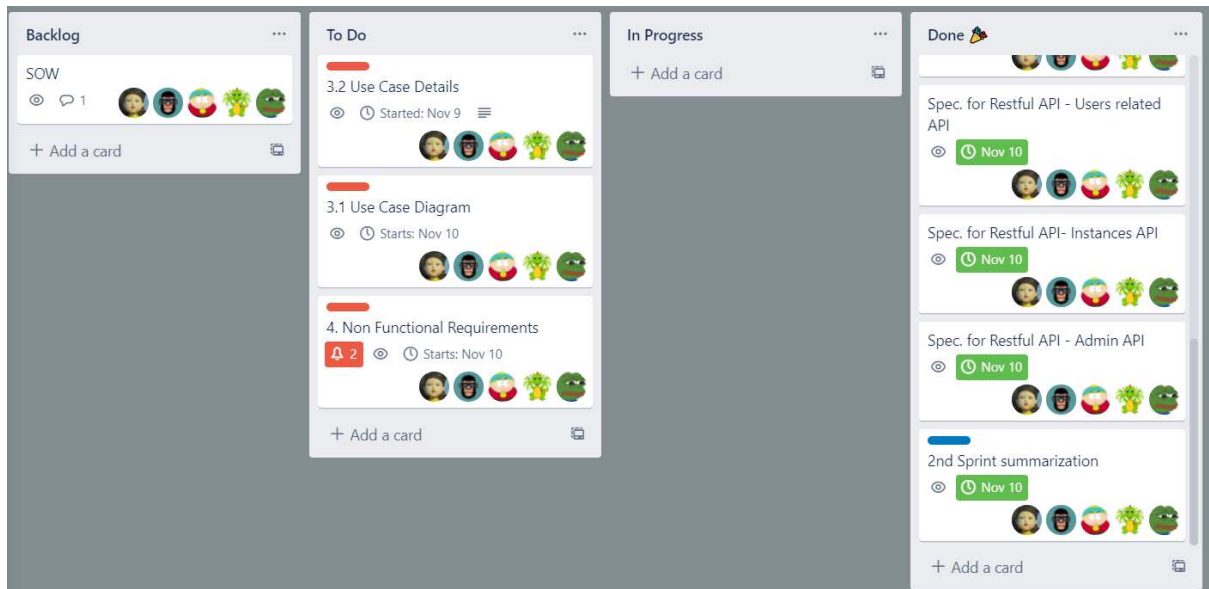 Backlog
SOW
1
+ Add a card
To Do
3.2 Use Case Details
Started: Nov 9
3.1 Use Case Diagram
Starts: Nov 10
4. Non Functional Requirements
2 Starts: Nov 10
+ Add a card
In Progress
+ Add a card
Done 🎉
Spec. for Restful API - Users related
API
Nov 10
Spec. for Restful API- Instances API
Nov 10
Spec. for Restful API - Admin API
Nov 10
2nd Sprint summarization
Nov 10
+ Add a card